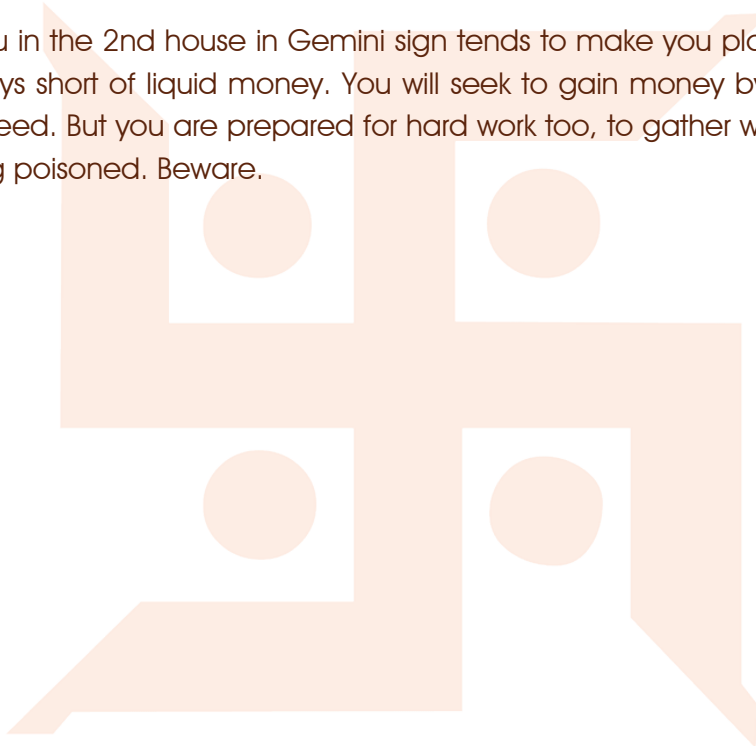 u in the 2nd house in Gemini sign tends to make you pla
ys short of liquid money. You will seek to gain money by
eed. But you are prepared for hard work too, to gather w
g poisoned. Beware.